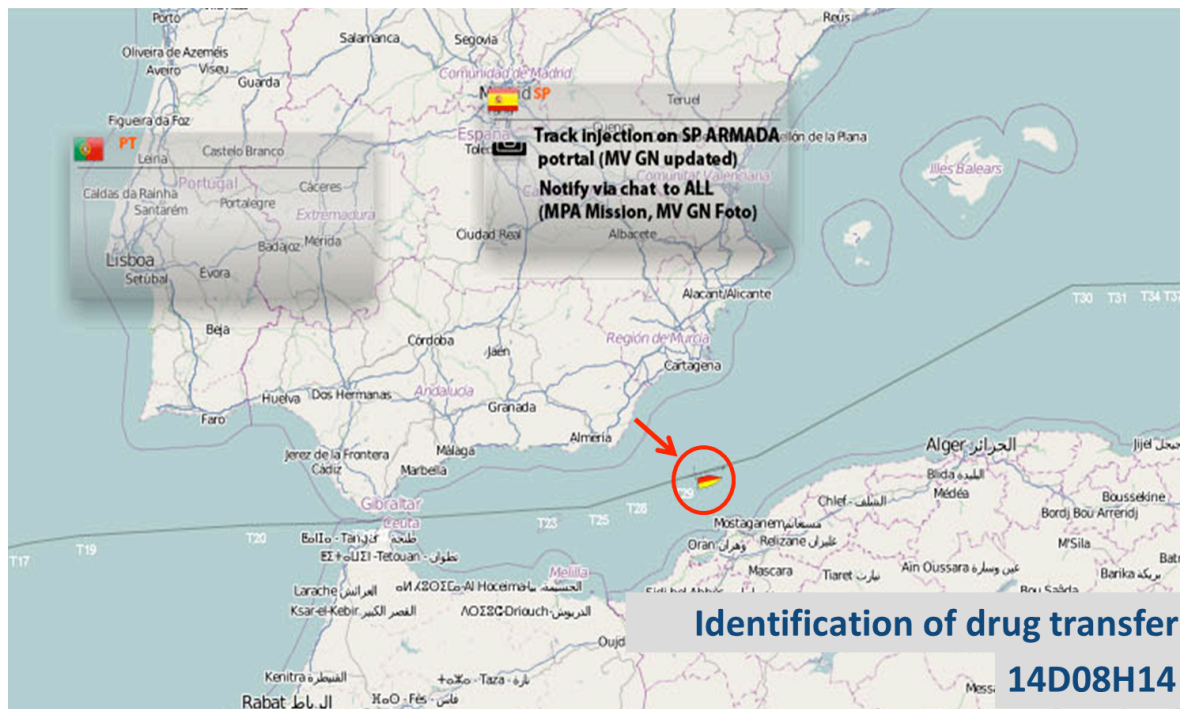 Porto
Reus
Salamanca
Segovia
Oliveira de Azeméis
Aveiro
Viseu
Guarda
Comunidad de Madrid
SP
Teruel
Figueira da Foz
España
Cuenca
Track injection on SP ARMADA
potrtal (MV GN updated)
Notify via chat to ALL
(MPA Mission, MV GN Foto)
PT
Leiria
Castelo Branco
Illes Balears
Caldas da Rainha
Portugal
Cáceres
Santarém
Portalegre
Extremadura
Ciudad Real
Albacete
Badajoz
Mérida
Lisboa
Setúbal
Évora
Alacant/Alicante
T30 T31 T34 T37
Beja
Córdoba
Jaén
Región de Murcia
Cartagena
Huelva
Dos Hermanas
Andalucía
Granada
Faro
Almería
Jerez de la Frontera
Málaga
Cádiz
Marbella
Alger الجزائر
Jijel جيجل
Blida البليدة
Médéa
Gibraltar
T29
Chlef - الشلف
Boussekine
Ceuta
T28
T25
T23
Bordj Bou Arreridj
T20
T19
T17
Mostaganem مستغانم
Oran وهران
Relizane غليزان
M'Sila
Tetouan - تطوان
Melilla
Mascara
Tiaret تيارت
Ain Oussara عين وسارة
Barika بريكة
Larache العرائش
Al Hoceima
Ksar-el-Kebir القصر الكبير
Driouch الدريوش
Bou Saâda
Identification of drug transfer
Oujd
Kenitra القنيطرة
Taza - تازة
14D08H14
Rabat الرباط
Fès - فاس